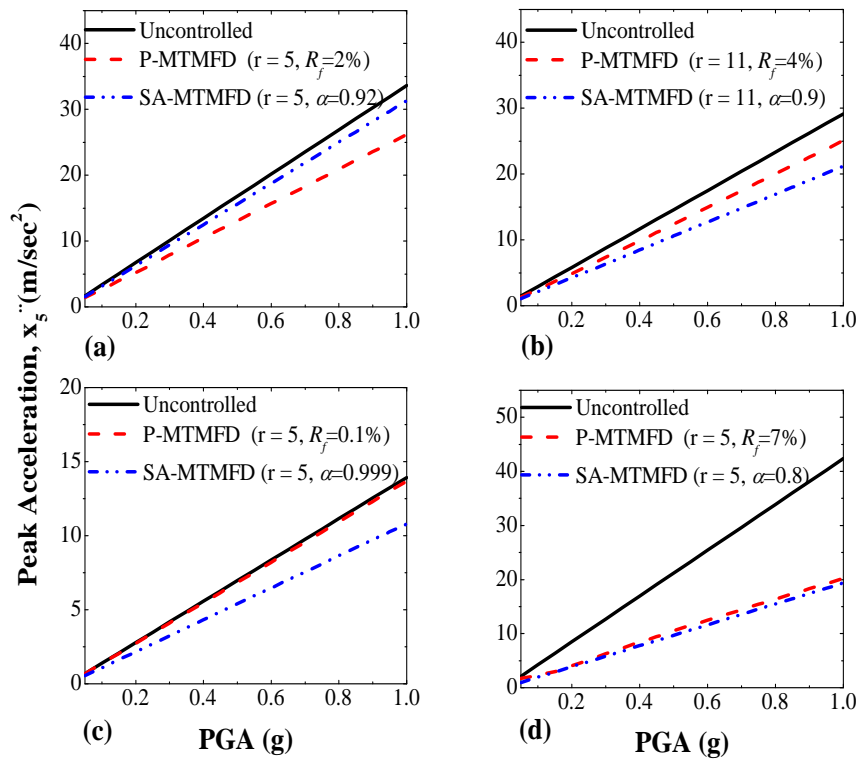 Peak Acceleration, x₅¨(m/sec²)
40
30
20
10
0
Uncontrolled
P-MTMFD (r = 5, R_f=2%)
SA-MTMFD (r = 5, α=0.92)
0.2 0.4 0.6 0.8 1.0
(a)
40
30
20
10
0
Uncontrolled
P-MTMFD (r = 11, R_f=4%)
SA-MTMFD (r = 11, α=0.9)
0.2 0.4 0.6 0.8 1.0
(b)
20
15
10
5
0
Uncontrolled
P-MTMFD (r = 5, R_f=0.1%)
SA-MTMFD (r = 5, α=0.999)
0.2 0.4 0.6 0.8 1.0
(c)
PGA (g)
50
40
30
20
10
0
Uncontrolled
P-MTMFD (r = 5, R_f=7%)
SA-MTMFD (r = 5, α=0.8)
0.2 0.4 0.6 0.8 1.0
(d)
PGA (g)